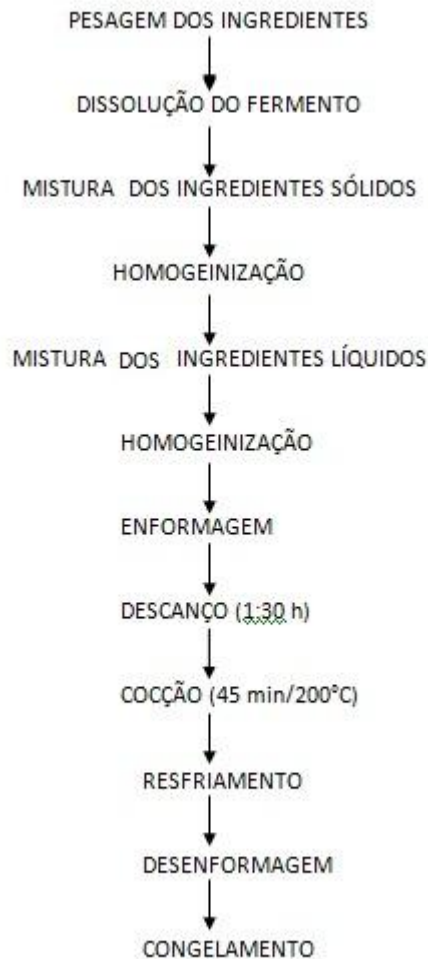 PESAGEM DOS INGREDIENTES
DISSOLUÇÃO DO FERMENTO
MISTURA DOS INGREDIENTES SÓLIDOS
HOMOGEINIZAÇÃO
MISTURA DOS INGREDIENTES LÍQUIDOS
HOMOGEINIZAÇÃO
ENFORMAGEM
DESCANÇO (1:30 h)
COCÇÃO (45 min/200°C)
RESFRIAMENTO
DESENFORMAGEM
CONGELAMENTO